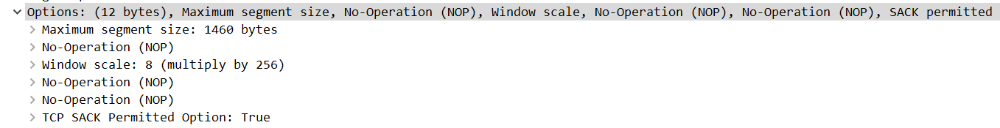 Options: (12 bytes), Maximum segment size, No-Operation (NOP), Window scale, No-Operation (NOP), No-Operation (NOP), SACK permitted
Maximum segment size: 1460 bytes
No-Operation (NOP)
Window scale: 8 (multiply by 256)
No-Operation (NOP)
No-Operation (NOP)
TCP SACK Permitted Option: True